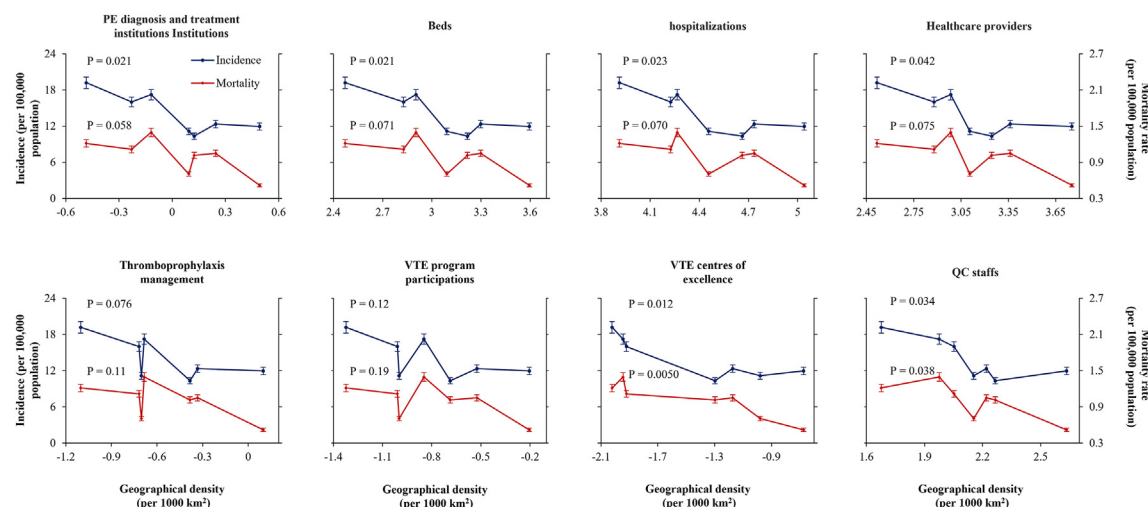 PE diagnosis and treatment
institutions Institutions
Beds
hospitalizations
Healthcare providers
Incidence (per 100,000
population)
24
18
12
6
0
P = 0.021
Incidence
Mortality
P = 0.058
-0.6
-0.3
0
0.3
0.6
P = 0.021
P = 0.071
2.4
2.7
3
3.3
3.6
P = 0.023
P = 0.070
3.8
4.1
4.4
4.7
5
P = 0.042
P = 0.075
2.45
2.75
3.05
3.35
3.65
2.7
2.1
1.5
0.9
0.3
Mortality rate
(per 100,000 population)
Thromboprophylaxis
management
VTE program
participations
VTE centres of
excellence
QC staffs
Incidence (per 100,000
population)
24
18
12
6
0
P = 0.076
P = 0.11
-1.2
-0.9
-0.6
-0.3
0
P = 0.12
P = 0.19
-1.4
-1.1
-0.8
-0.5
-0.2
P = 0.012
P = 0.0050
-2.1
-1.7
-1.3
-0.9
P = 0.034
P = 0.038
1.6
1.9
2.2
2.5
2.7
2.1
1.5
0.9
0.3
Mortality rate
(per 100,000 population)
Geographical density
(per 1000 km²)
Geographical density
(per 1000 km²)
Geographical density
(per 1000 km²)
Geographical density
(per 1000 km²)